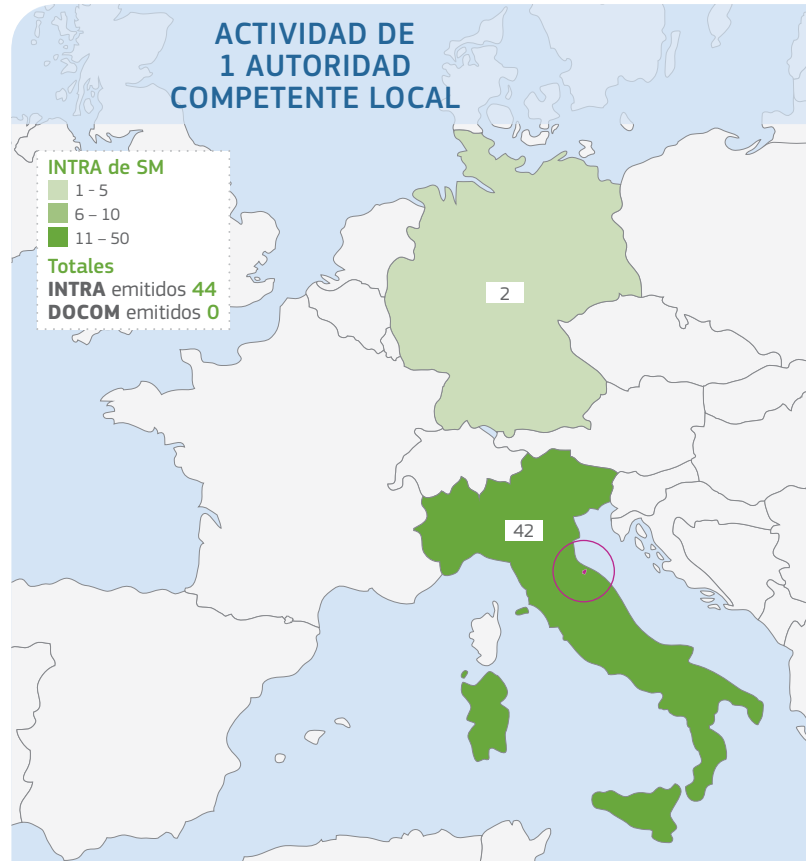 ACTIVIDAD DE
1 AUTORIDAD
COMPETENTE LOCAL
INTRA de SM
1 - 5
6 – 10
11 – 50
Totales
INTRA emitidos 44
DOCOM emitidos 0
2
42